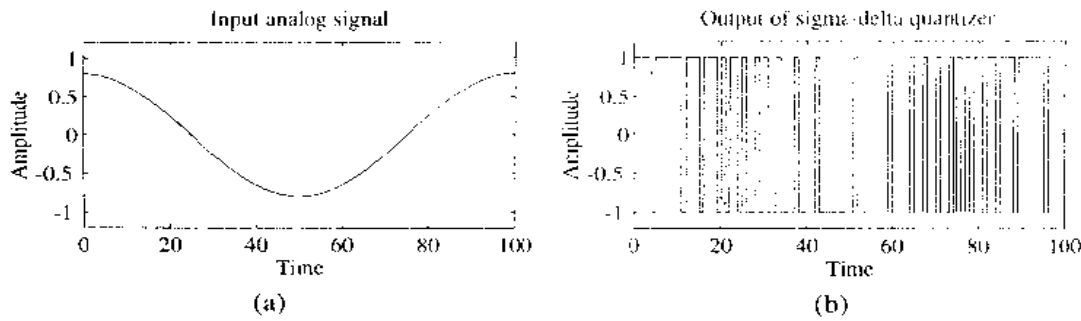 Input analog signal
Amplitude
1
0.5
0
-0.5
-1
0 20 40 60 80 100
Time
(a)
Output of sigma-delta quantizer
Amplitude
1
0.5
0
-0.5
-1
0 20 40 60 80 100
Time
(b)